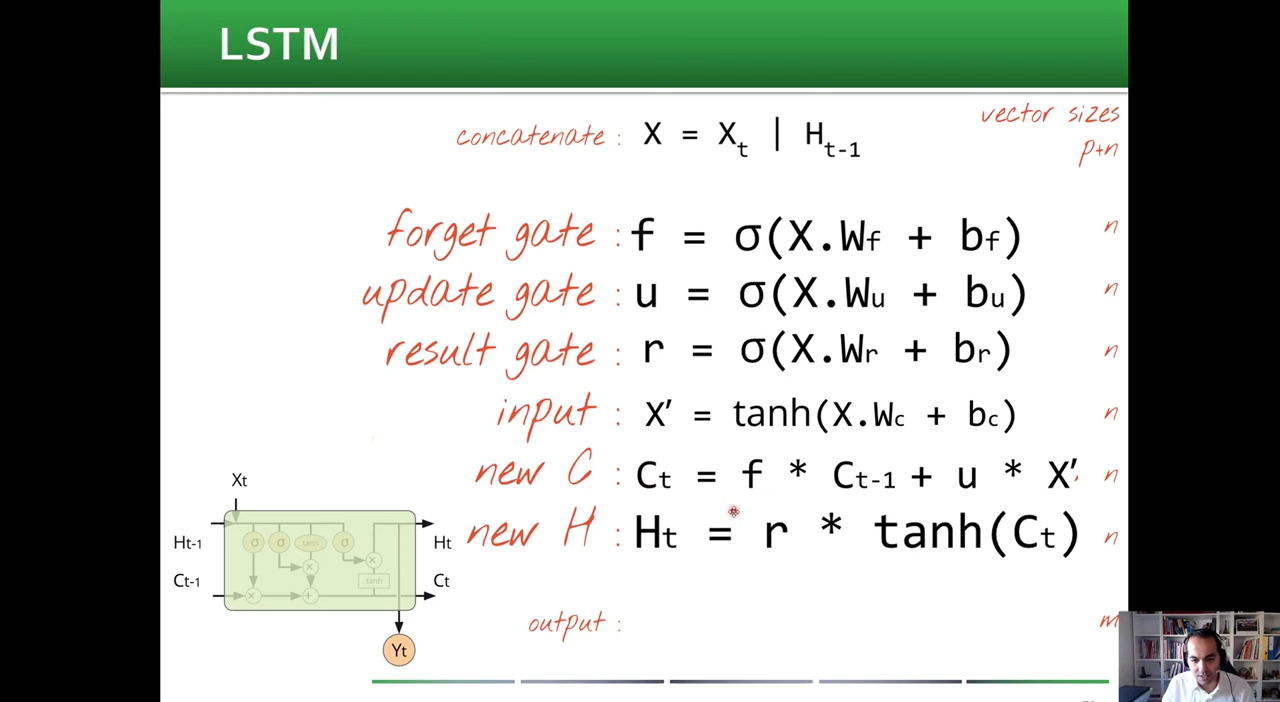 LSTM
vector sizes
concatenate : X = Xt | Ht-1 p+n
forget gate : f = σ(X.Wf + bf) n
update gate : u = σ(X.Wu + bu) n
result gate : r = σ(X.Wr + br) n
input : X' = tanh(X.Wc + bc) n
new C : Ct = f * Ct-1 + u * X' n
new H : Ht = r * tanh(Ct) n
output : m
Xt
Ht-1
Ct-1
σ σ tanh σ
×
×
tanh
× +
Ht
Ct
Yt